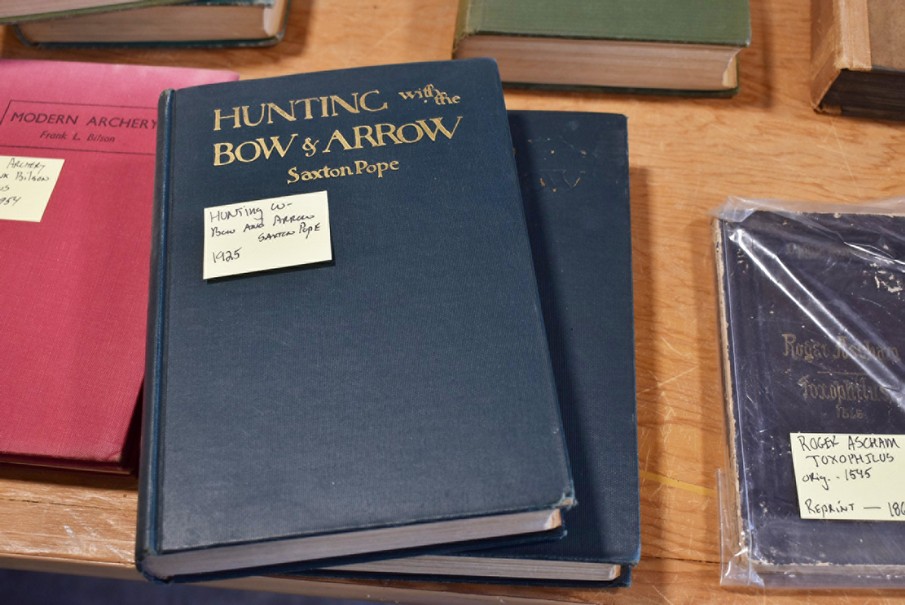 MODERN ARCHERY
Frank L. Bilson
ARCHERY
Bilson
1954
HUNTING with the
BOW & ARROW
Saxton Pope
HUNTING W-
BOW AND ARROW
SAXTON POPE
1925
Roger Ascham
Toxophilus
ROGER ASCHAM
TOXOPHILUS
orig.. 1545
REPRINT —